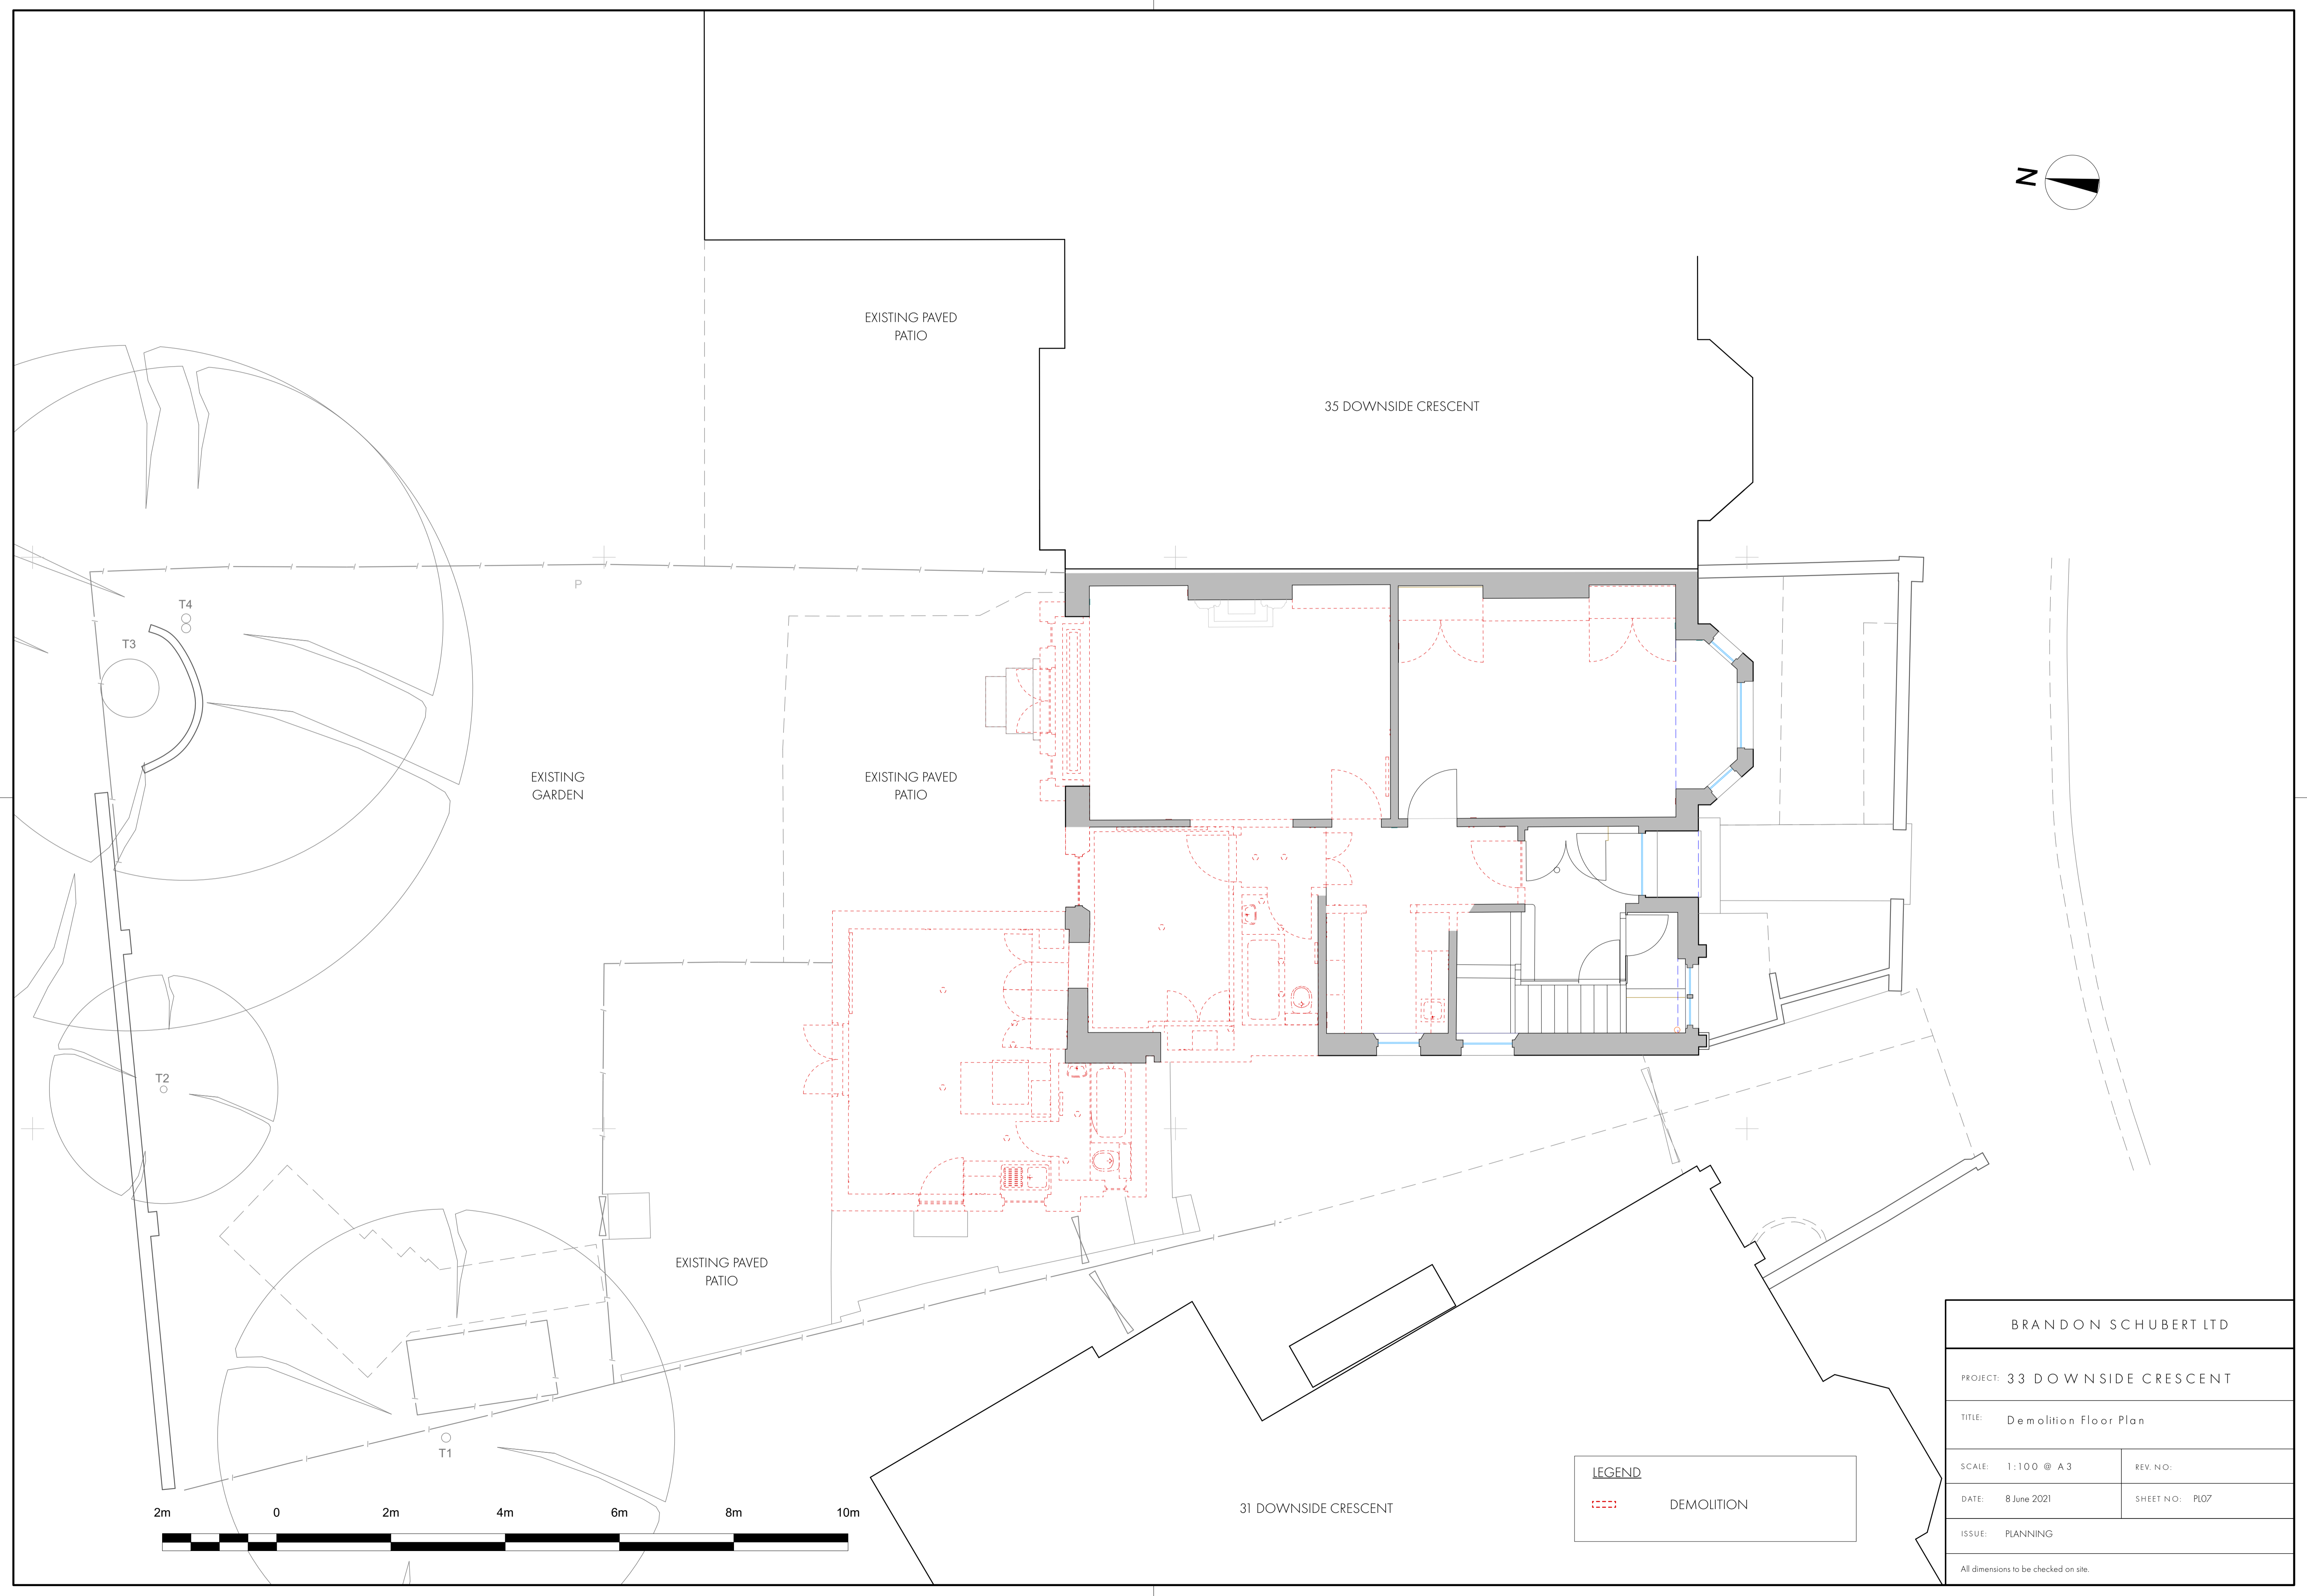 N
EXISTING PAVED
PATIO
35 DOWNSIDE CRESCENT
P
T4
T3
EXISTING
GARDEN
EXISTING PAVED
PATIO
T2
EXISTING PAVED
PATIO
T1
31 DOWNSIDE CRESCENT
2m 0 2m 4m 6m 8m 10m
LEGEND
DEMOLITION
BRANDON SCHUBERT LTD
PROJECT: 33 DOWNSIDE CRESCENT
TITLE: Demolition Floor Plan
SCALE: 1:100 @ A3 REV. NO:
DATE: 8 June 2021 SHEET NO: PL07
ISSUE: PLANNING
All dimensions to be checked on site.